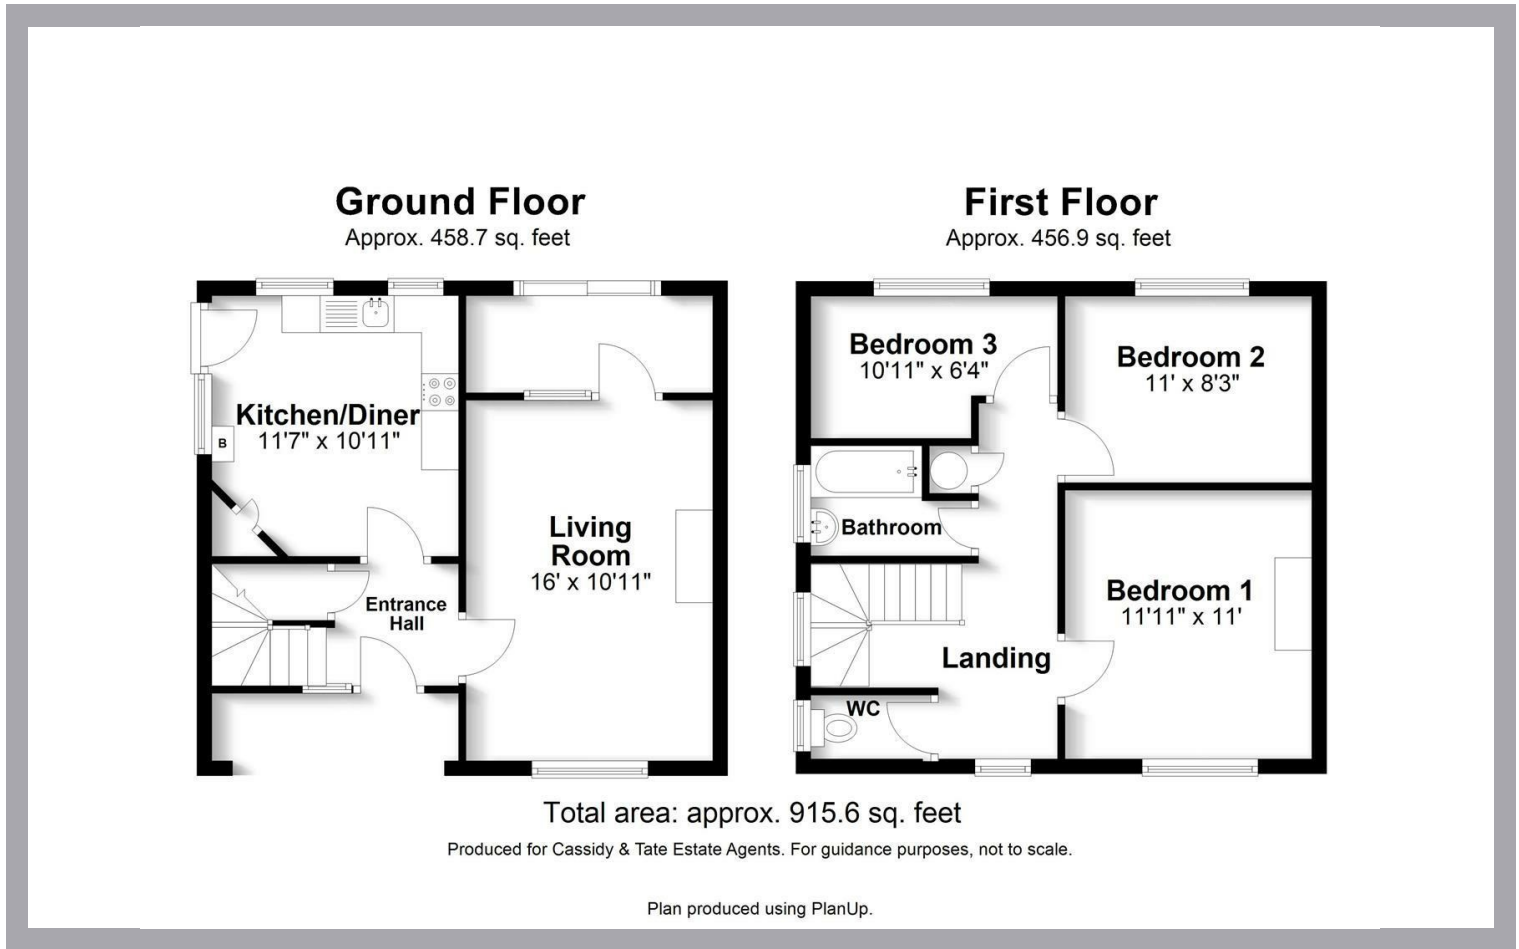 Ground Floor
Approx. 458.7 sq. feet
Kitchen/Diner
11'7" x 10'11"
B
Living
Room
16' x 10'11"
Entrance
Hall
First Floor
Approx. 456.9 sq. feet
Bedroom 3
10'11" x 6'4"
Bedroom 2
11' x 8'3"
Bathroom
Bedroom 1
11'11" x 11'
Landing
WC
Total area: approx. 915.6 sq. feet
Produced for Cassidy & Tate Estate Agents. For guidance purposes, not to scale.
Plan produced using PlanUp.